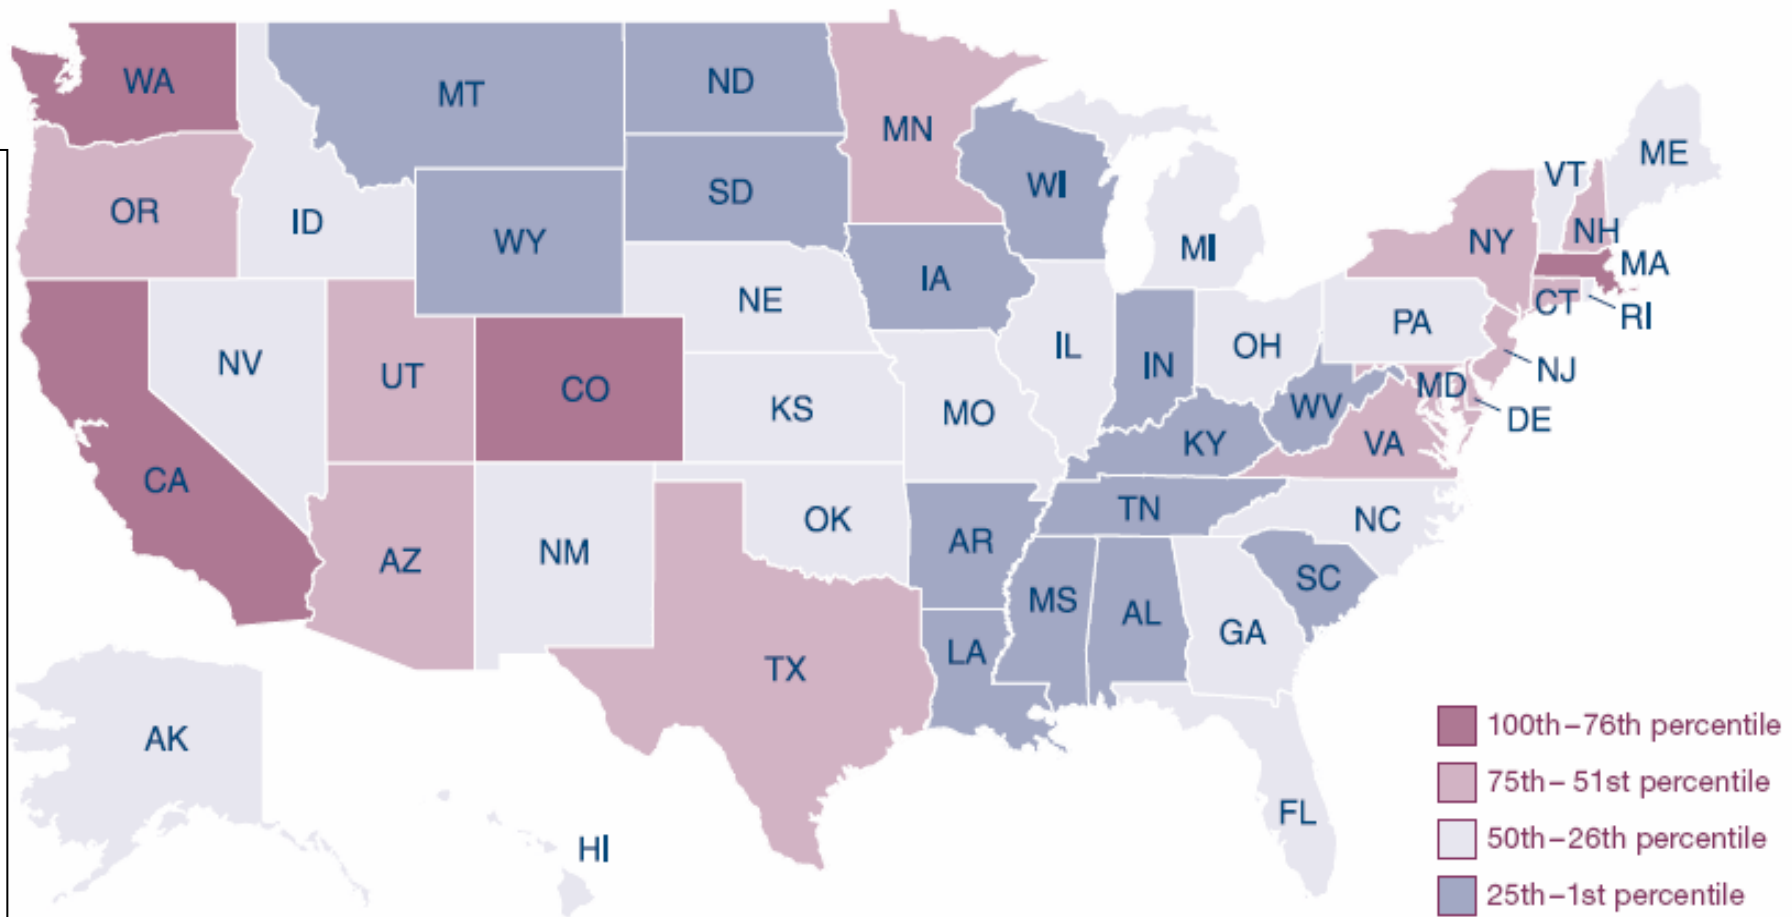 WA
MT
ND
MN
OR
ID
WY
SD
WI
MI
VT
ME
NY
NH
MA
CT
RI
NV
UT
CO
NE
IA
IL
IN
OH
PA
NJ
MD
DE
CA
KS
MO
KY
WV
VA
AZ
NM
OK
AR
TN
NC
MS
AL
GA
SC
LA
TX
AK
HI
FL
100th–76th percentile
75th–51st percentile
50th–26th percentile
25th–1st percentile